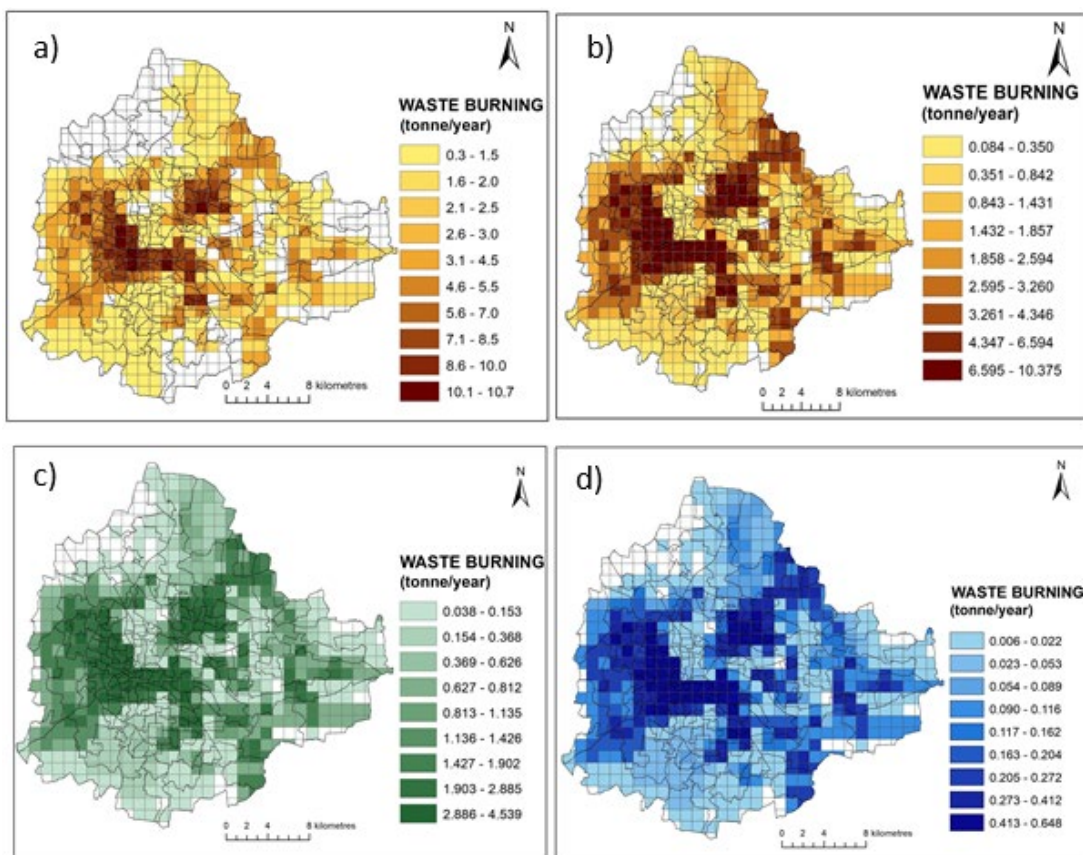 a)
N
WASTE BURNING
(tonne/year)
0.3 - 1.5
1.6 - 2.0
2.1 - 2.5
2.6 - 3.0
3.1 - 4.5
4.6 - 5.5
5.6 - 7.0
7.1 - 8.5
8.6 - 10.0
10.1 - 10.7
0 2 4 8 kilometres
b)
N
WASTE BURNING
(tonne/year)
0.084 - 0.350
0.351 - 0.842
0.843 - 1.431
1.432 - 1.857
1.858 - 2.594
2.595 - 3.260
3.261 - 4.346
4.347 - 6.594
6.595 - 10.375
0 2 4 8 kilometres
c)
N
WASTE BURNING
(tonne/year)
0.038 - 0.153
0.154 - 0.368
0.369 - 0.626
0.627 - 0.812
0.813 - 1.135
1.136 - 1.426
1.427 - 1.902
1.903 - 2.885
2.886 - 4.539
0 2 4 8 kilometres
d)
N
WASTE BURNING
(tonne/year)
0.006 - 0.022
0.023 - 0.053
0.054 - 0.089
0.090 - 0.116
0.117 - 0.162
0.163 - 0.204
0.205 - 0.272
0.273 - 0.412
0.413 - 0.648
0 2 4 8 kilometres